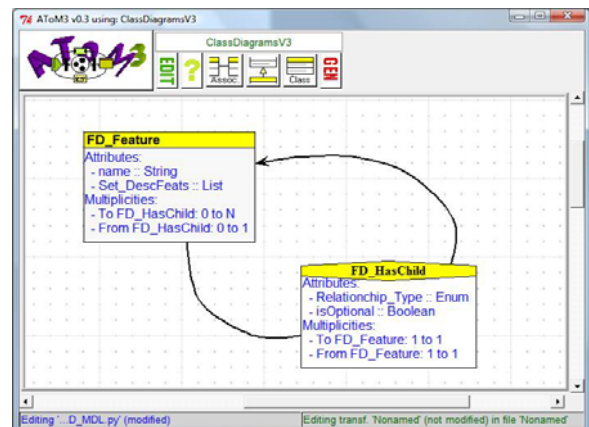 AToM3 v0.3 using: ClassDiagramsV3
AToM3
ClassDiagramsV3
EDIT
?
Assoc
Class
GEN
FD_Feature
Attributes:
- name :: String
- Set_DescFeats :: List
Multiplicities:
- To FD_HasChild: 0 to N
- From FD_HasChild: 0 to 1
FD_HasChild
Attributes:
- Relationchip_Type :: Enum
- isOptional :: Boolean
Multiplicities:
- To FD_Feature: 1 to 1
- From FD_Feature: 1 to 1
Editing '...D_MDL.py' (modified)
Editing transf. 'Nonamed' (not modified) in file 'Nonamed'